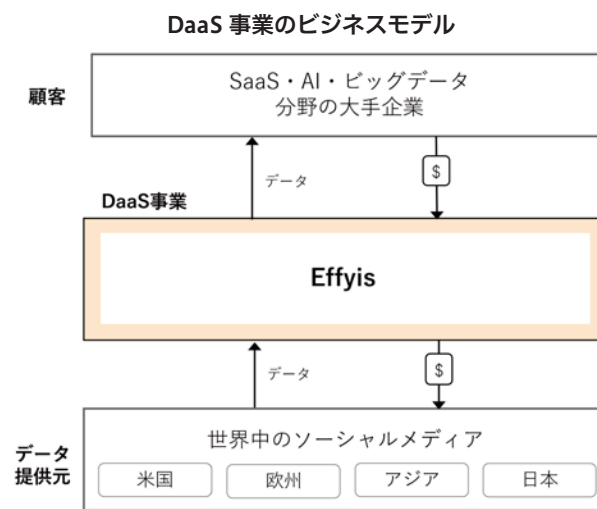 DaaS 事業のビジネスモデル
顧客
SaaS・AI・ビッグデータ
分野の大手企業
データ
$
DaaS事業
Effyis
データ
$
データ
提供元
世界中のソーシャルメディア
米国
欧州
アジア
日本